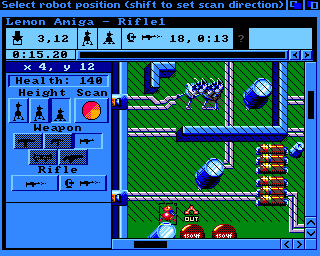 Select robot position (shift to set scan direction)
Lemon Amiga - Rifle1
3,12 18, 0:13 ?
0:15.20
x 4, y 12
Health: 140
Height Scan
Weapon
Rifle
OUT